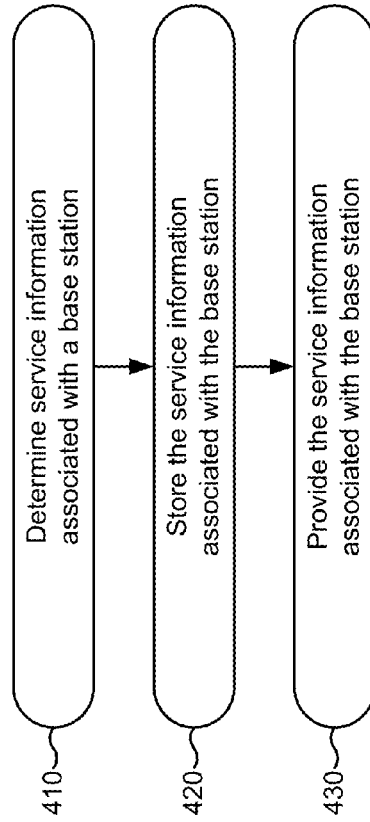 410
Determine service information
associated with a base station
420
Store the service information
associated with the base station
430
Provide the service information
associated with the base station